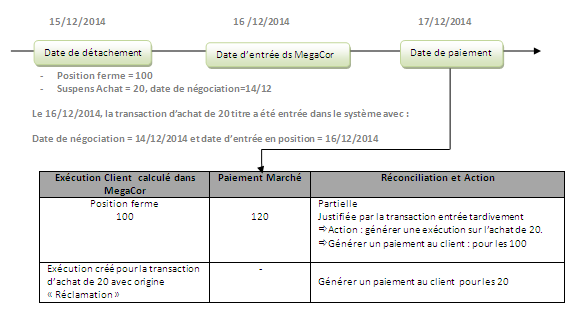 15/12/2014
16 /12/2014
17/12/2014
Date de détachement
Date d'entrée ds MegaCor
Date de paiement
- Position ferme = 100
- Suspens Achat = 20, date de négociation=14/12
Le 16/12/2014, la transaction d'achat de 20 titre a été entrée dans le système avec :
Date de négociation = 14/12/2014 et date d'entrée en position = 16/12/2014
Exécution Client calculé dans
MegaCor
Paiement Marché
Réconciliation et Action
Position ferme
100
120
Partielle
Justifiée par la transaction entrée tardivement
⇨Action : générer une exécution sur l'achat de 20.
⇨Générer un paiement au client : pour les 100
Exécution créé pour la transaction
d'achat de 20 avec origine
« Réclamation »
-
Générer un paiement au client pour les 20